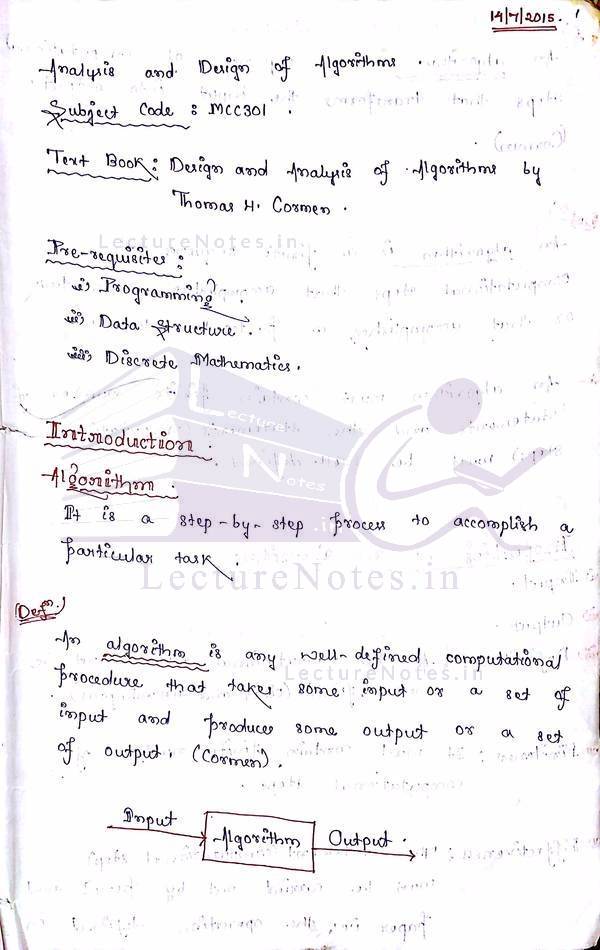 14/7/2015. 1
Analysis and Design of Algorithms.
Subject Code : MCC301.
Text Book : Design and Analysis of Algorithms by
Thomas H. Cormen.
LectureNotes.in
Pre-requisites :
i) Programming.
ii) Data Structure.
iii) Discrete Mathematics.
Lecture
Notes
.in
Introduction.
Algorithm.
It is a step-by-step process to accomplish a
particular task.
LectureNotes.in
(Defn.)
An algorithm is any well-defined computational
LectureNotes.in
procedure that takes some input or a set of
input and produces some output or a set
of output. (Cormen).
Input Algorithm Output.